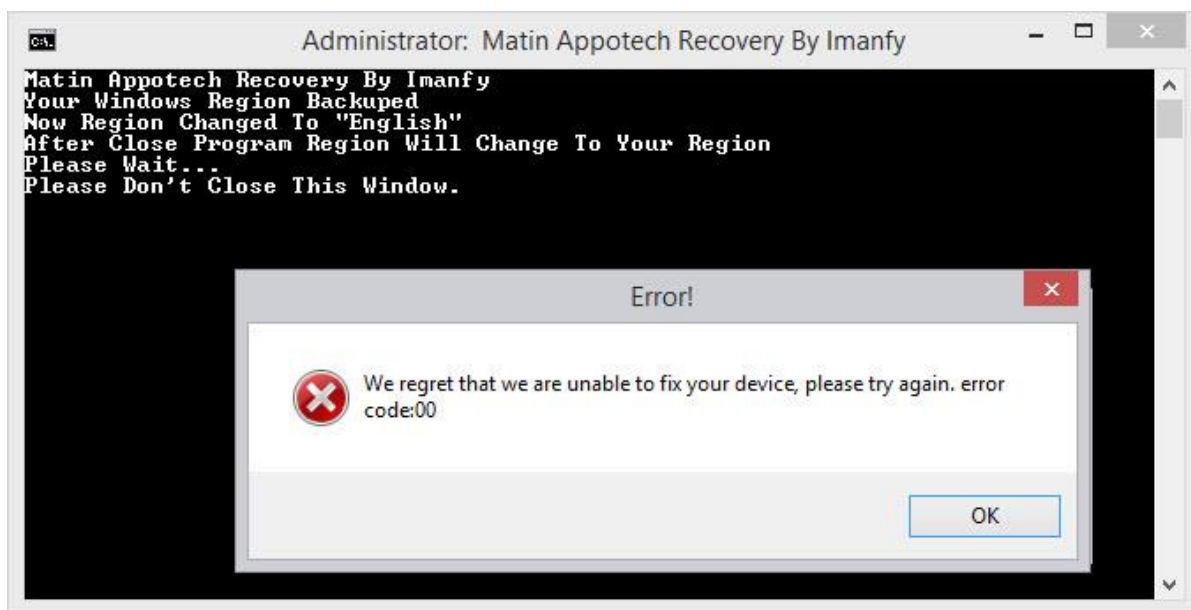 Administrator: Matin Appotech Recovery By Imanfy
Matin Appotech Recovery By Imanfy
Your Windows Region Backuped
Now Region Changed To "English"
After Close Program Region Will Change To Your Region
Please Wait...
Please Don't Close This Window.
Error!
We regret that we are unable to fix your device, please try again. error
code:00
OK